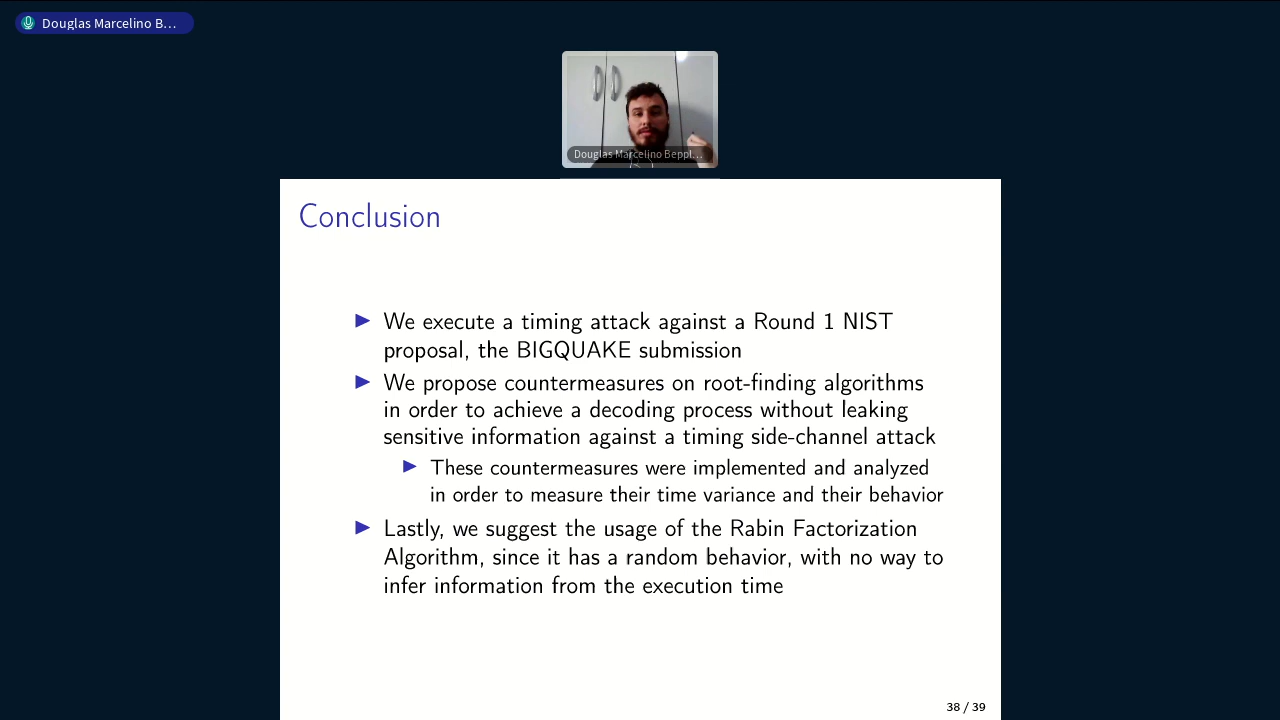 Douglas Marcelino B...
Douglas Marcelino Beppl...
Conclusion
We execute a timing attack against a Round 1 NIST
proposal, the BIGQUAKE submission
We propose countermeasures on root-finding algorithms
in order to achieve a decoding process without leaking
sensitive information against a timing side-channel attack
These countermeasures were implemented and analyzed
in order to measure their time variance and their behavior
Lastly, we suggest the usage of the Rabin Factorization
Algorithm, since it has a random behavior, with no way to
infer information from the execution time
38 / 39